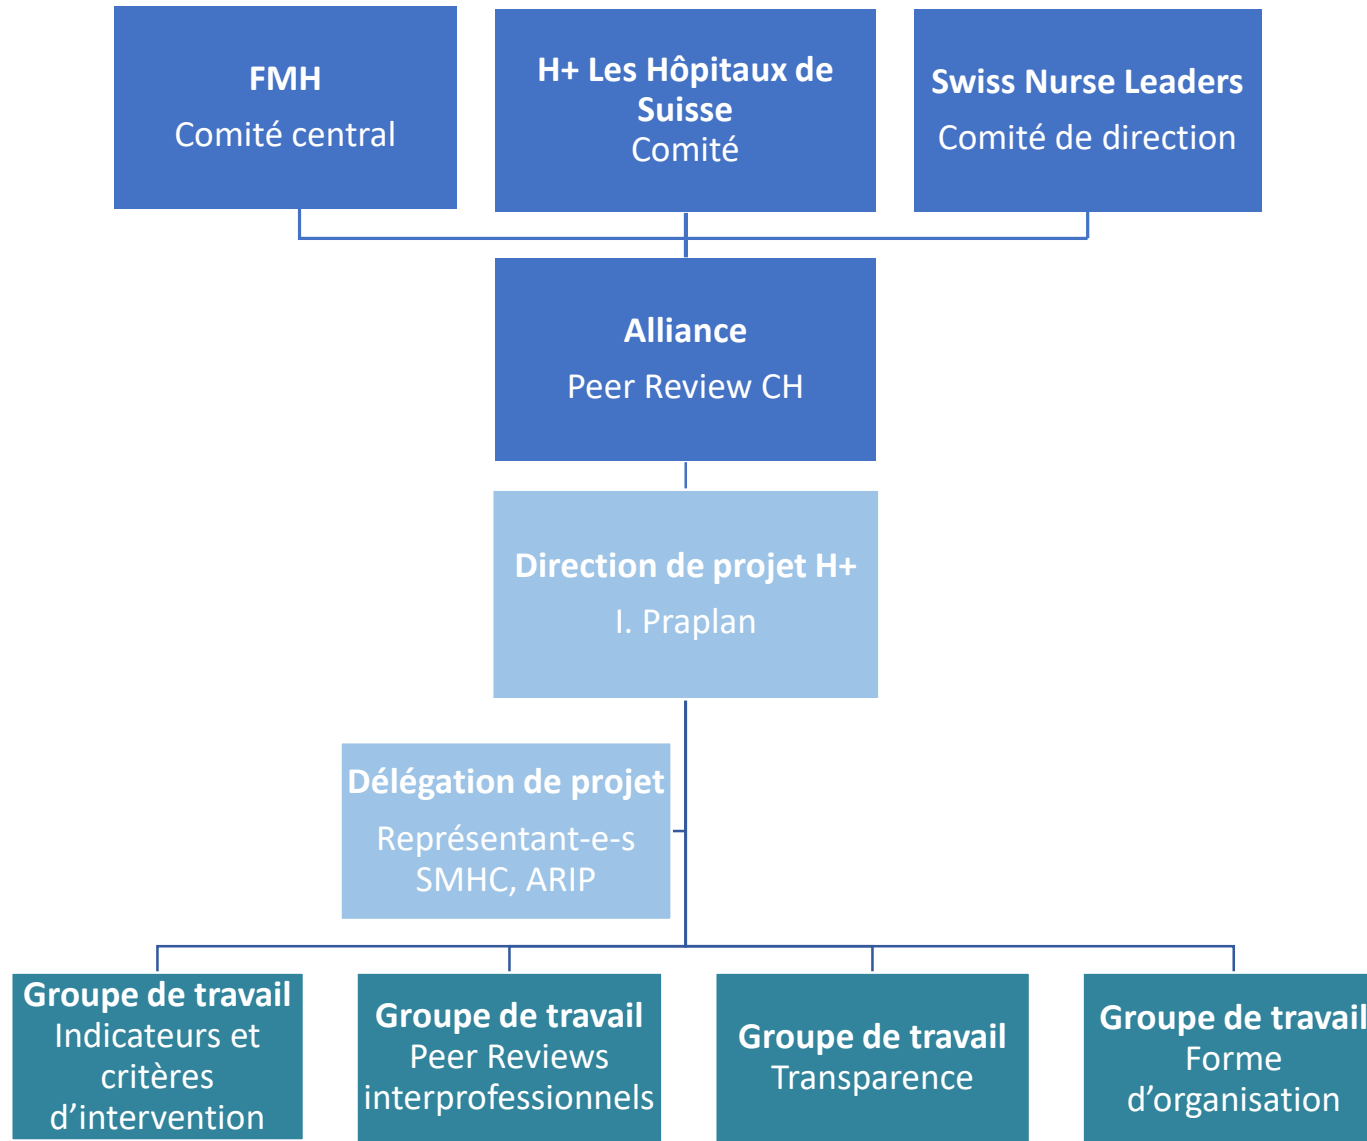 FMH
Comité central
H+ Les Hôpitaux de
Suisse
Comité
Swiss Nurse Leaders
Comité de direction
Alliance
Peer Review CH
Direction de projet H+
I. Praplan
Délégation de projet
Représentant-e-s
SMHC, ARIP
Groupe de travail
Indicateurs et
critères
d’intervention
Groupe de travail
Peer Reviews
interprofessionnels
Groupe de travail
Transparence
Groupe de travail
Forme
d’organisation